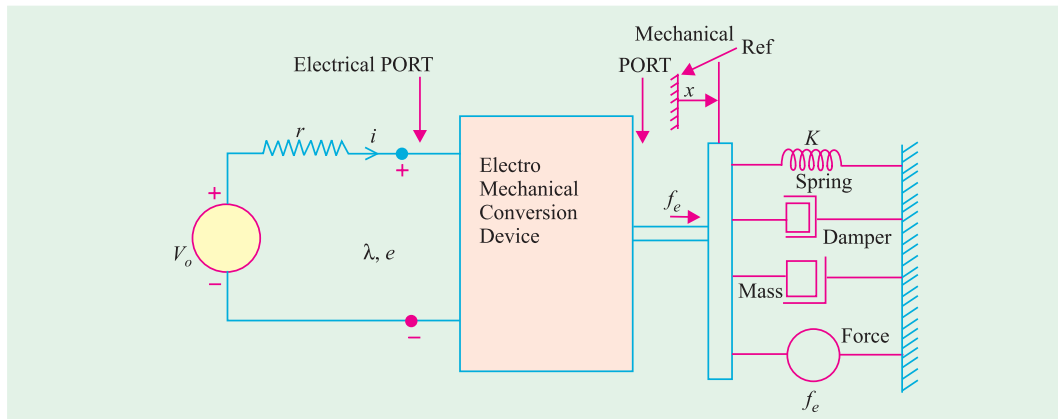 Mechanical
Ref
Electrical PORT
PORT
x
r
i
+
K
Spring
Electro
Mechanical
Conversion
Device
+
V_o
−
λ, e
f_e
Damper
Mass
−
Force
f_e